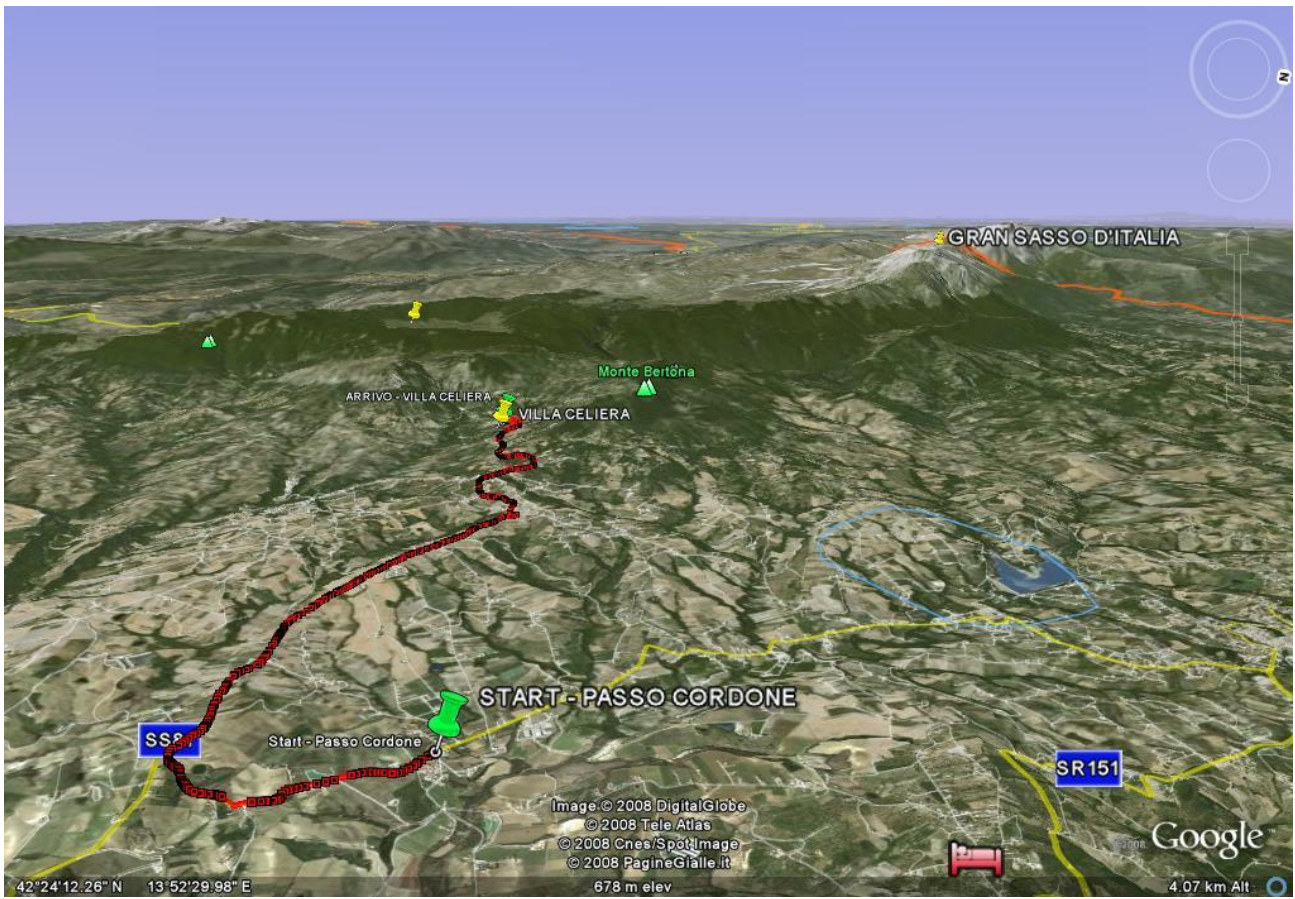 N
GRAN SASSO D'ITALIA
Monte Bertona
ARRIVO - VILLA CELIERA
VILLA CELIERA
START - PASSO CORDONE
Start - Passo Cordone
SR151
Image © 2008 DigitalGlobe
© 2008 Tele Atlas
© 2008 Cnes/Spot Image
© 2008 PagineGialle.it
©2008 Google
42°24'12.26" N 13°52'29.98" E
678 m elev
4.07 km Alt